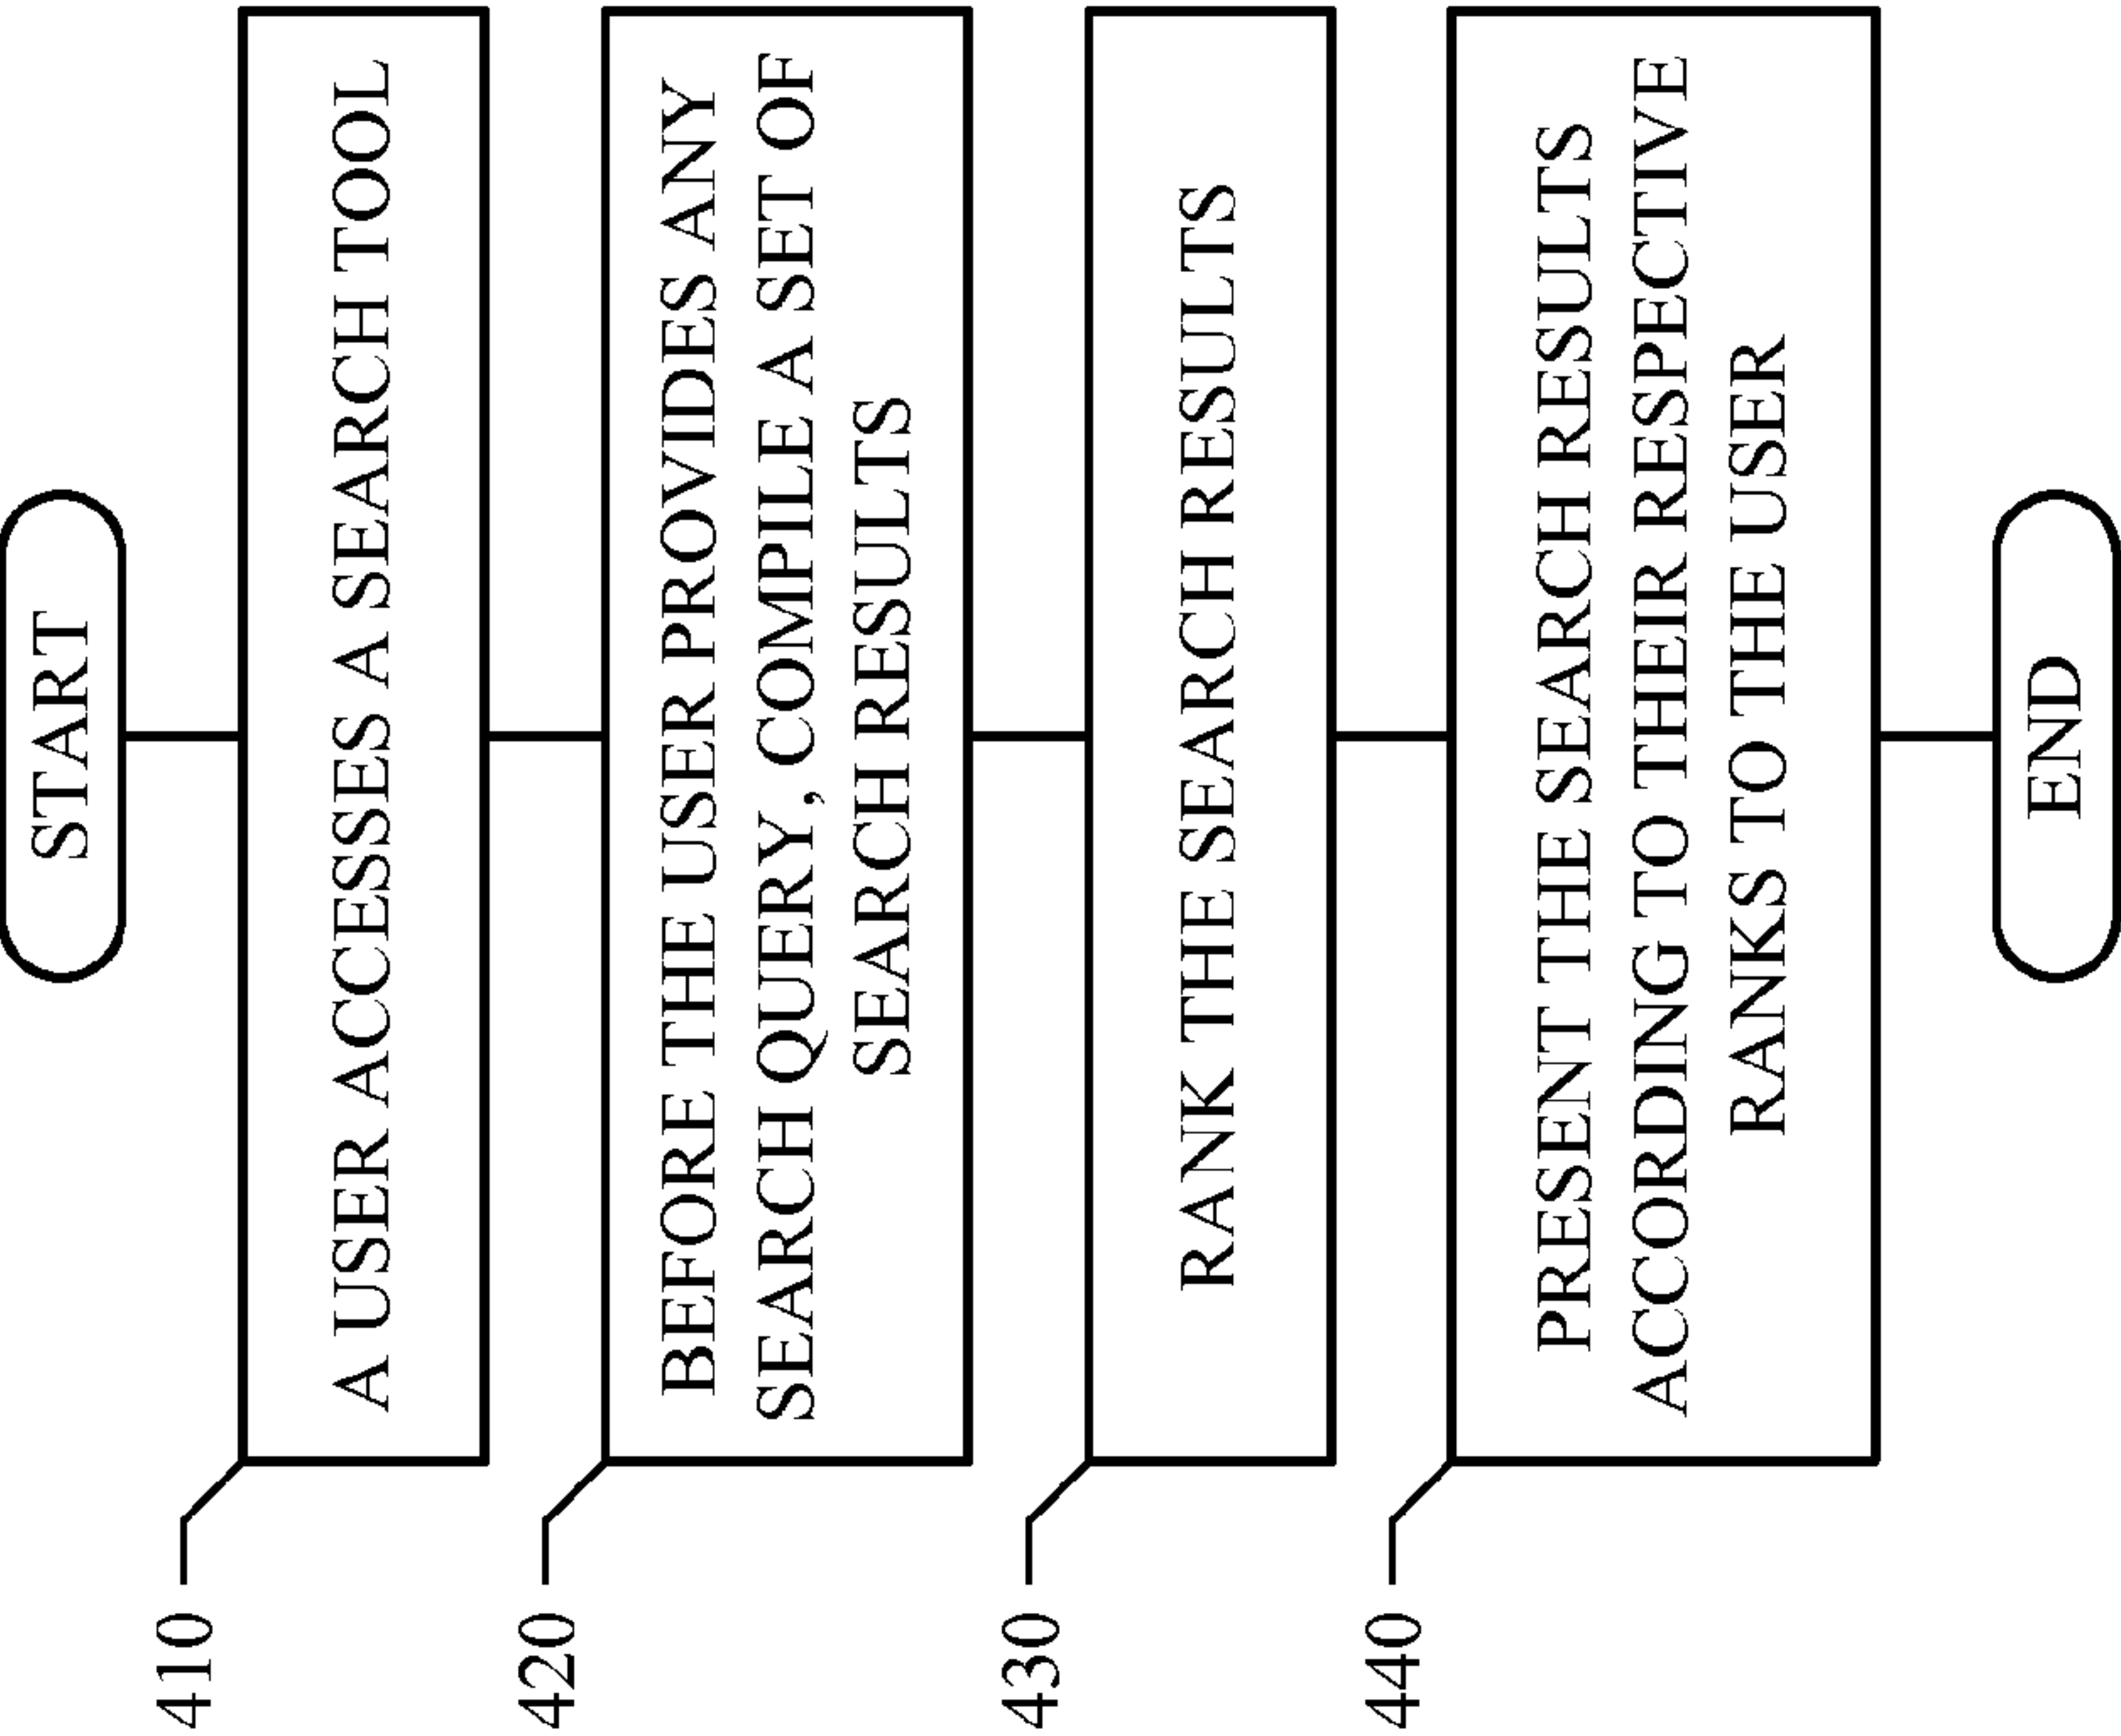 START
410
A USER ACCESSES A SEARCH TOOL
420
BEFORE THE USER PROVIDES ANY
SEARCH QUERY, COMPILE A SET OF
SEARCH RESULTS
430
RANK THE SEARCH RESULTS
440
PRESENT THE SEARCH RESULTS
ACCORDING TO THEIR RESPECTIVE
RANKS TO THE USER
END